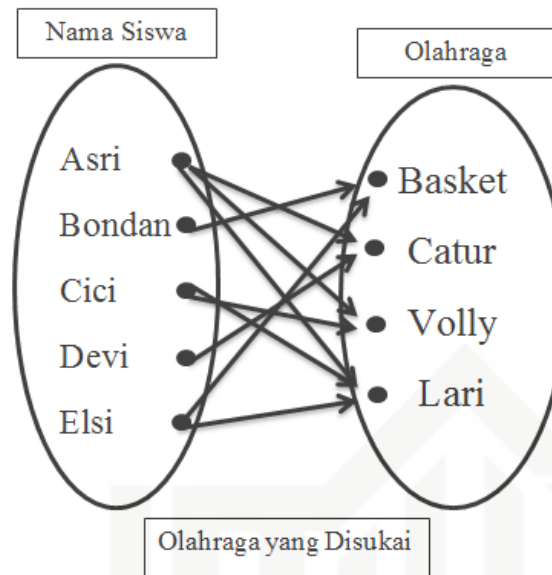 Nama Siswa
Olahraga
Asri
Bondan
Cici
Devi
Elsi
Basket
Catur
Volly
Lari
Olahraga yang Disukai